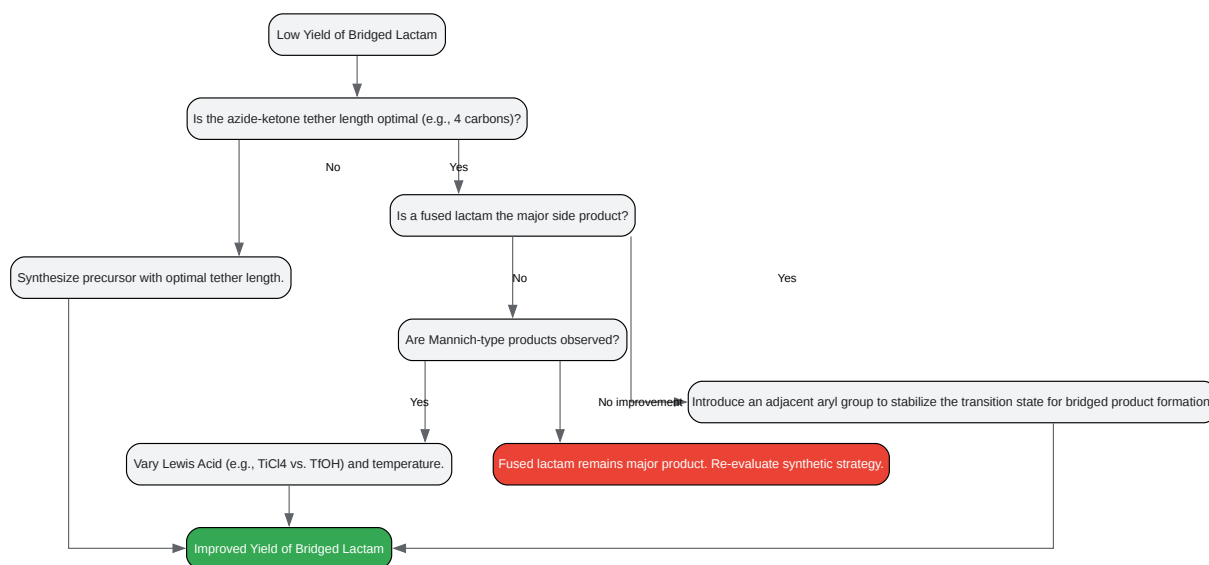 Low Yield of Bridged Lactam
Is the azide-ketone tether length optimal (e.g., 4 carbons)?
No
Yes
Is a fused lactam the major side product?
Synthesize precursor with optimal tether length.
No
Yes
Are Mannich-type products observed?
Yes
No improvement
Introduce an adjacent aryl group to stabilize the transition state for bridged product formation
Vary Lewis Acid (e.g., TiCl4 vs. TfOH) and temperature.
Fused lactam remains major product. Re-evaluate synthetic strategy.
Improved Yield of Bridged Lactam